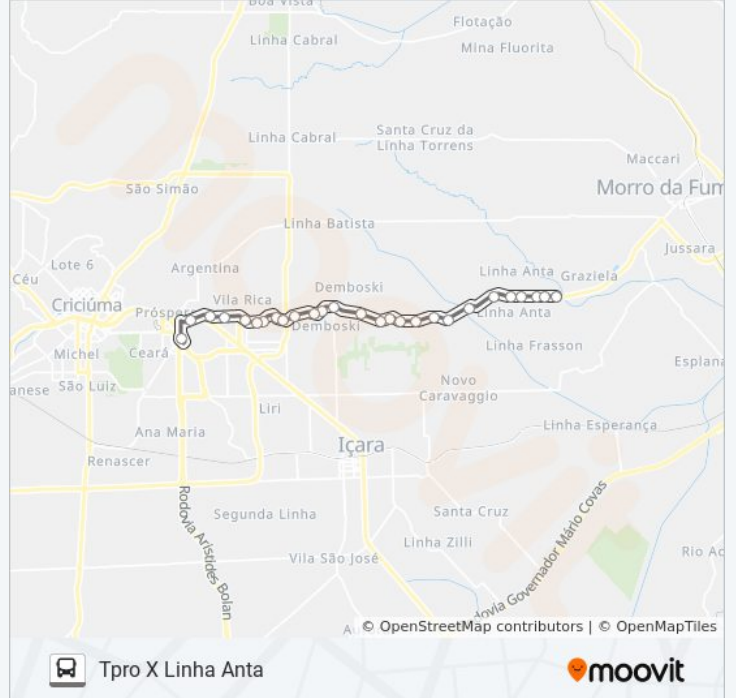 Boa Vista
Flotação
Linha Cabral
Mina Fluorita
Linha Cabral
Santa Cruz da
Linha Torrens
Maccari
São Simão
Morro da Fum
Linha Batista
Jussara
Lote 6
Argentina
Linha Anta
Graziela
Céu
Demboski
Criciúma
Vila Rica
Próspera
Demboski
Linha Anta
Michel
Ceará
Linha Frasson
Esplana
anese
São Luiz
Novo
Caravaggio
Liri
Linha Esperança
Ana Maria
Içara
Renascer
Rodovia Arístides Bolan
Segunda Linha
Santa Cruz
Rodovia Governador Mário Covas
Linha Zilli
Vila São José
Rio Ac
© OpenStreetMap contributors | © OpenMapTiles
Tpro X Linha Anta
moovit
moovit